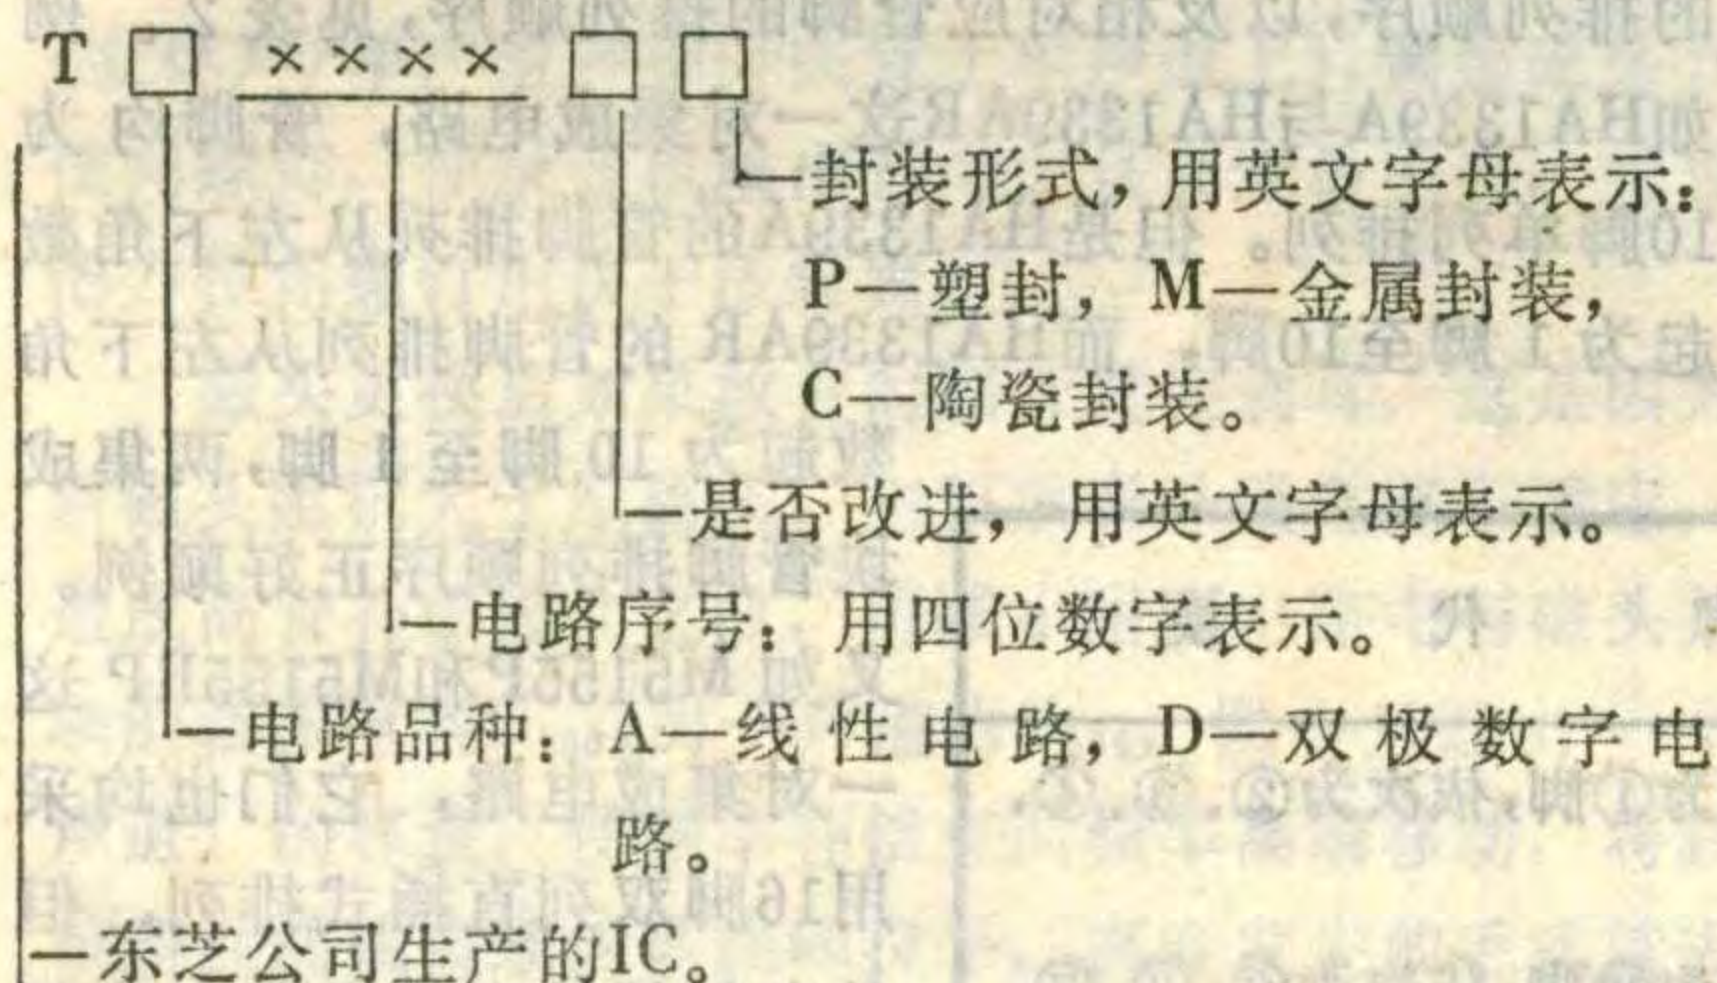 T □ ×××× □ □
封装形式，用英文字母表示：
P—塑封，M—金属封装，
C—陶瓷封装。
是否改进，用英文字母表示。
电路序号：用四位数字表示。
电路品种：A—线性电路，D—双极数字电
路。
东芝公司生产的IC。